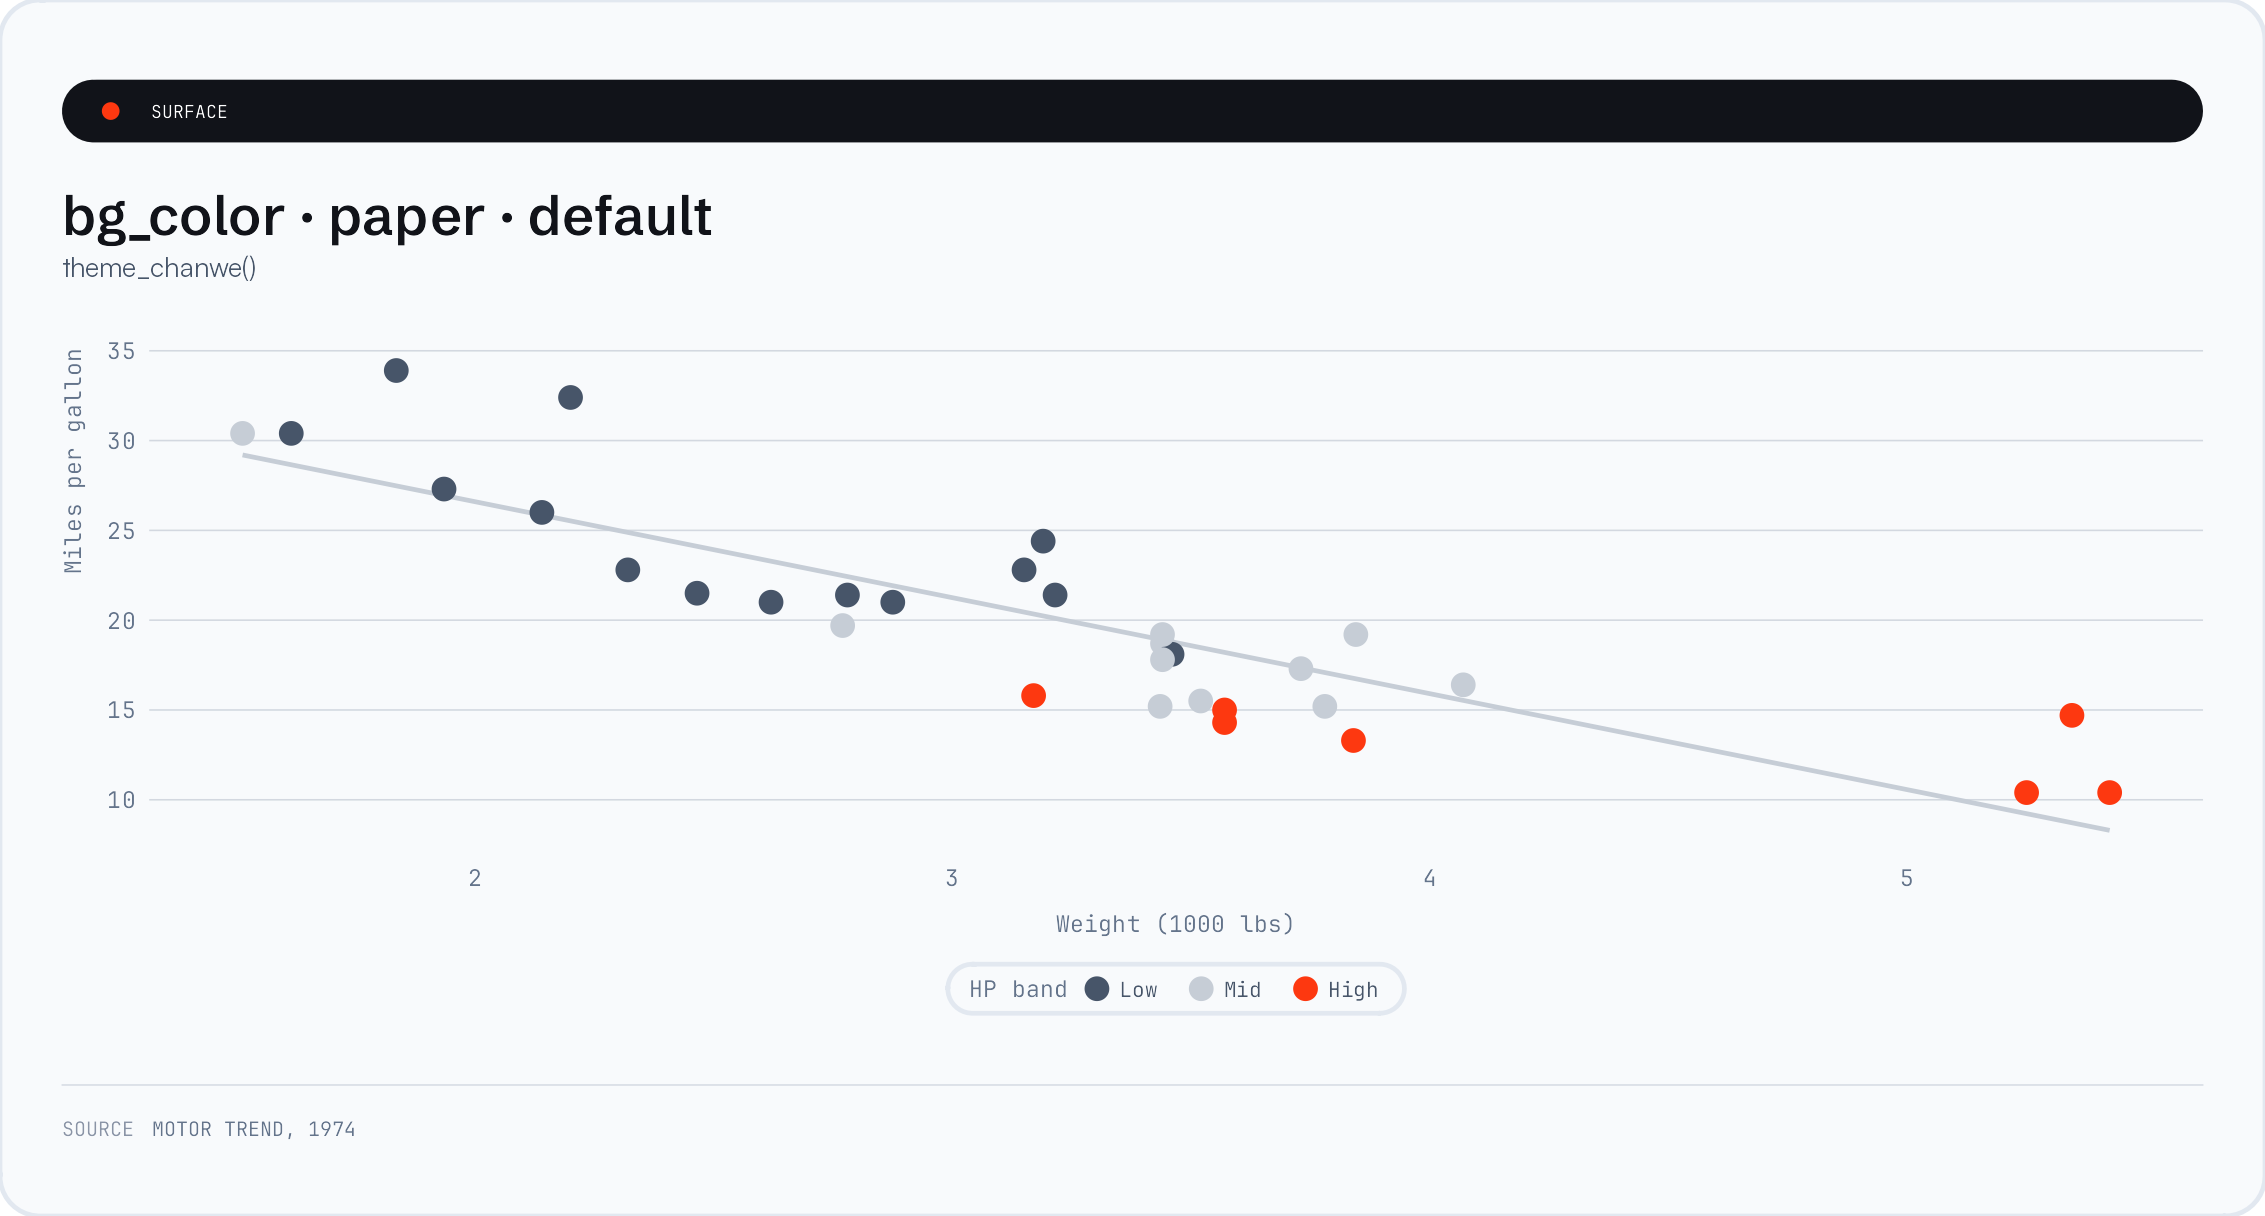 SURFACE
bg_color · paper · default
theme_chanwe()
Miles per gallon
35
30
25
20
15
10
2 3 4 5
Weight (1000 lbs)
HP band Low Mid High
SOURCE MOTOR TREND, 1974